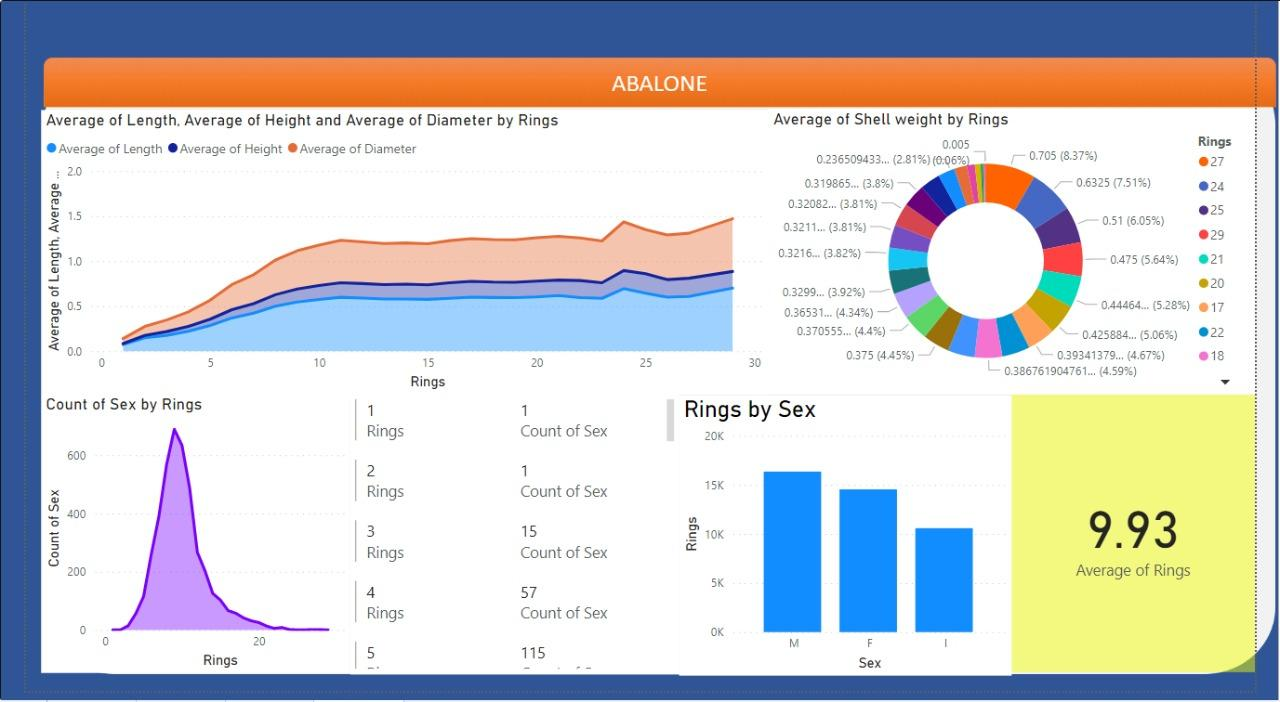 ABALONE
Average of Length, Average of Height and Average of Diameter by Rings
Average of Length Average of Height Average of Diameter
Average of Length, Average ...
2.0
1.5
1.0
0.5
0.0
0 5 10 15 20 25 30
Rings
Average of Shell weight by Rings
0.005
(0.06%)
0.236509433... (2.81%)
0.319865... (3.8%)
0.32082... (3.81%)
0.3211... (3.81%)
0.3216... (3.82%)
0.3299... (3.92%)
0.36531... (4.34%)
0.370555... (4.4%)
0.375 (4.45%)
0.705 (8.37%)
0.6325 (7.51%)
0.51 (6.05%)
0.475 (5.64%)
0.44464... (5.28%)
0.425884... (5.06%)
0.39341379... (4.67%)
0.386761904761... (4.59%)
Rings
27
24
25
29
21
20
17
22
18
Count of Sex by Rings
Count of Sex
600
400
200
0
0 20
Rings
1 1
Rings Count of Sex
2 1
Rings Count of Sex
3 15
Rings Count of Sex
4 57
Rings Count of Sex
5 115
Rings by Sex
Rings
20K
15K
10K
5K
0K
M F I
Sex
9.93
Average of Rings